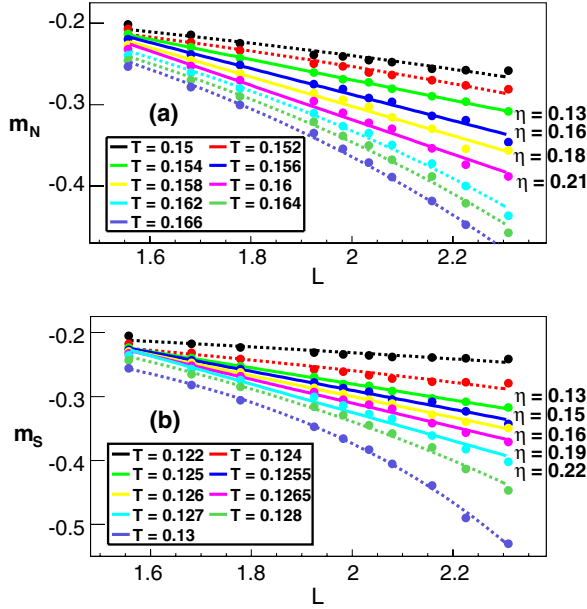 -0.2
-0.3
-0.4
m_N
(a)
η = 0.13
η = 0.16
η = 0.18
η = 0.21
T = 0.15 T = 0.152
T = 0.154 T = 0.156
T = 0.158 T = 0.16
T = 0.162 T = 0.164
T = 0.166
1.6 1.8 2 2.2
L
-0.2
-0.3
-0.4
-0.5
m_S
(b)
η = 0.13
η = 0.15
η = 0.16
η = 0.19
η = 0.22
T = 0.122 T = 0.124
T = 0.125 T = 0.1255
T = 0.126 T = 0.1265
T = 0.127 T = 0.128
T = 0.13
1.6 1.8 2 2.2
L